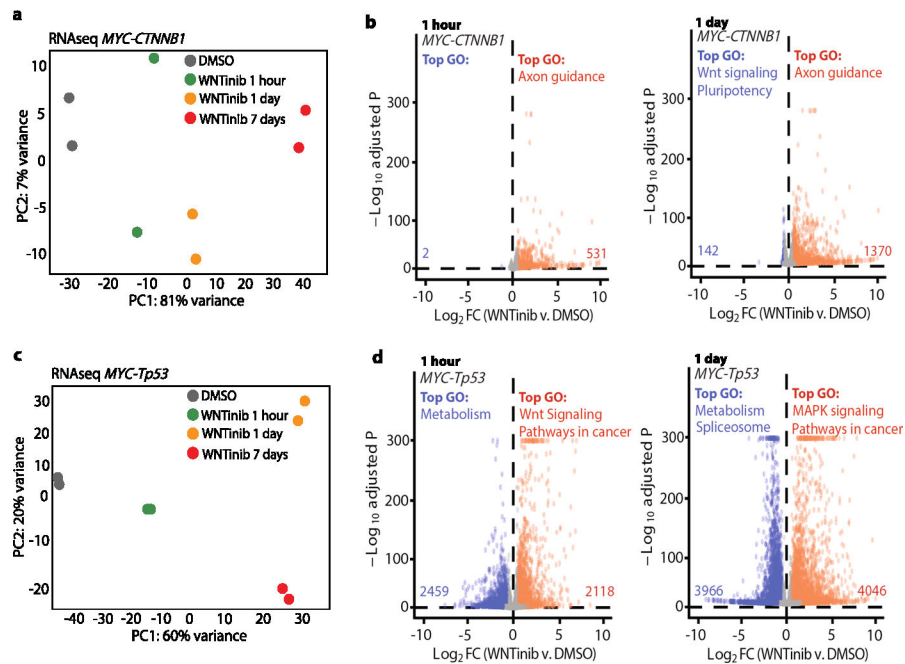 a
RNAseq MYC-CTNNB1
10
5
0
-5
-10
PC2: 7% variance
DMSO
WNTinib 1 hour
WNTinib 1 day
WNTinib 7 days
-30 -20 -10 0 10 20 30 40
PC1: 81% variance
b
1 hour
MYC-CTNNB1
Top GO:
Top GO:
Axon guidance
300
200
100
0
−Log10 adjusted P
2
531
-10 -5 0 5 10
Log2 FC (WNTinib v. DMSO)
1 day
MYC-CTNNB1
Top GO:
Wnt signaling
Pluripotency
Top GO:
Axon guidance
300
200
100
0
−Log10 adjusted P
142
1370
-10 -5 0 5 10
Log2 FC (WNTinib v. DMSO)
c
RNAseq MYC-Tp53
30
20
10
0
-10
-20
PC2: 20% variance
DMSO
WNTinib 1 hour
WNTinib 1 day
WNTinib 7 days
-40 -30 -20 -10 0 10 20 30
PC1: 60% variance
d
1 hour
MYC-Tp53
Top GO:
Metabolism
Top GO:
Wnt Signaling
Pathways in cancer
300
200
100
0
−Log10 adjusted P
2459
2118
-10 -5 0 5 10
Log2 FC (WNTinib v. DMSO)
1 day
MYC-Tp53
Top GO:
Metabolism
Spliceosome
Top GO:
MAPK signaling
Pathways in cancer
300
200
100
0
−Log10 adjusted P
3966
4046
-10 -5 0 5 10
Log2 FC (WNTinib v. DMSO)